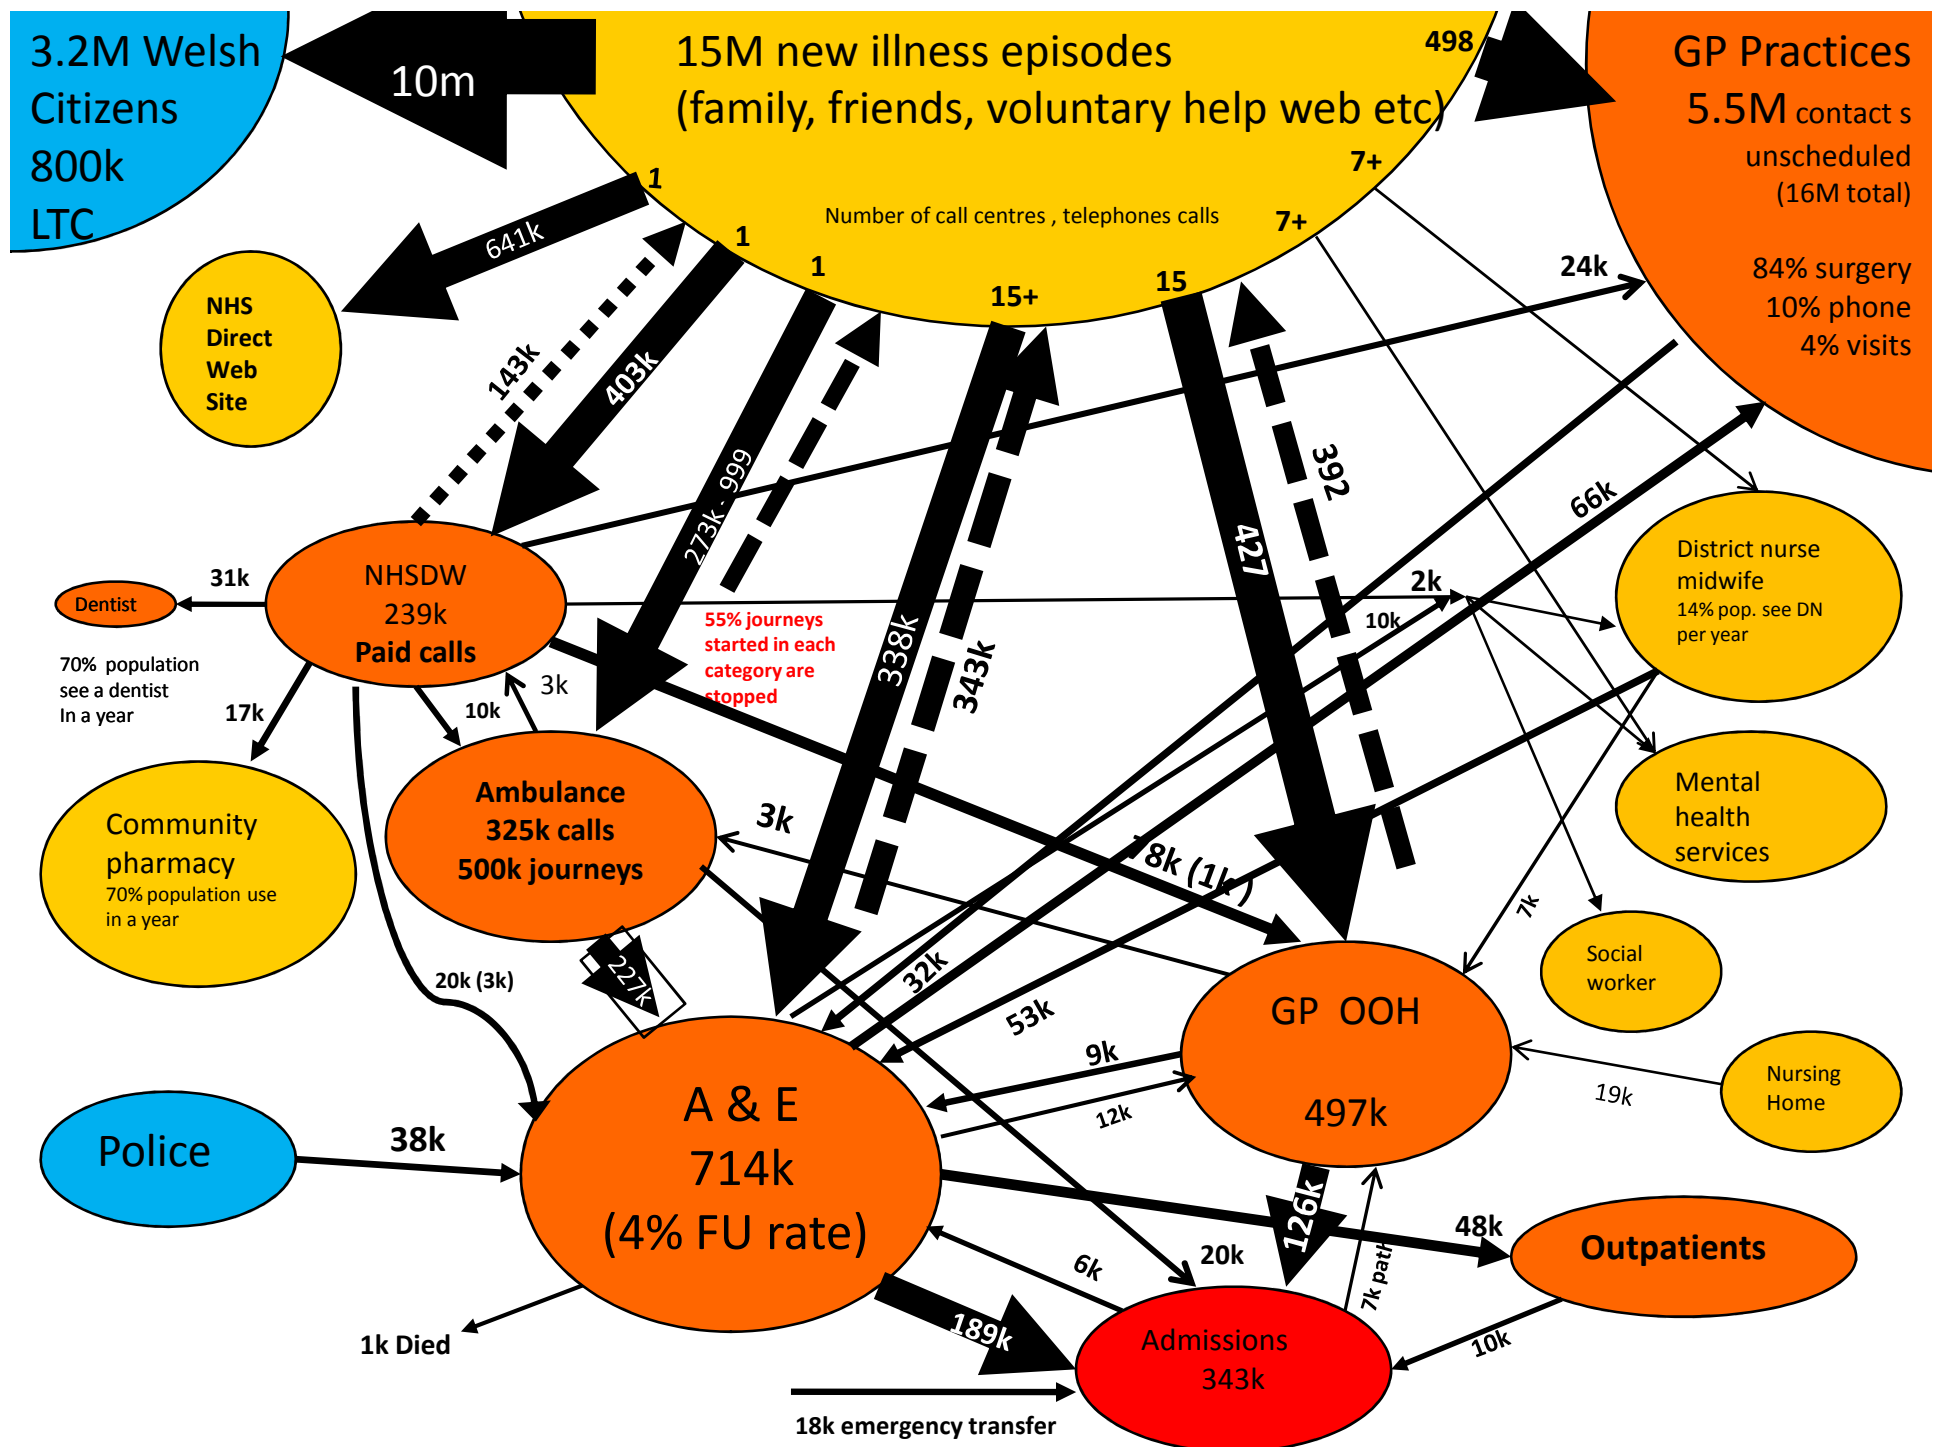 3.2M Welsh
Citizens
800k
LTC
10m
15M new illness episodes
(family, friends, voluntary help web etc)
498
GP Practices
5.5M contact s
unscheduled
(16M total)
84% surgery
10% phone
4% visits
Number of call centres , telephones calls
1
1
1
15+
15
7+
7+
641k
NHS
Direct
Web
Site
143k
403k
273k - 999
338k
343k
427
392
24k
66k
NHSDW
239k
Paid calls
31k
Dentist
70% population
see a dentist
In a year
17k
10k
3k
55% journeys
started in each
category are
stopped
2k
10k
District nurse
midwife
14% pop. see DN
per year
Mental
health
services
Community
pharmacy
70% population use
in a year
Ambulance
325k calls
500k journeys
3k
78k (1k )
7k
Social
worker
20k (3k)
227k
32k
53k
GP OOH
497k
9k
12k
19k
Nursing
Home
Police
38k
A & E
714k
(4% FU rate)
126k
7k path
48k
Outpatients
6k
20k
189k
1k Died
Admissions
343k
10k
18k emergency transfer